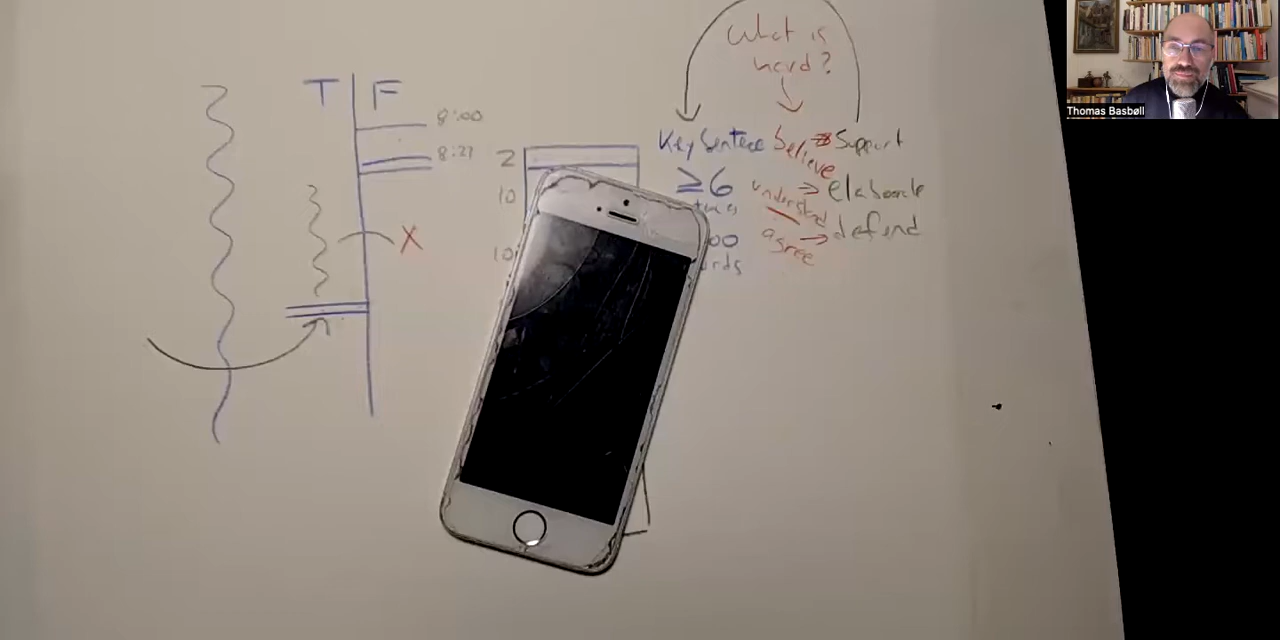 What is
hard?
T F
8:00
8:27
Key Sentence believe Support
2
≥6 understand → elaborate
10
agree → defend
X
10
Thomas Basbøll